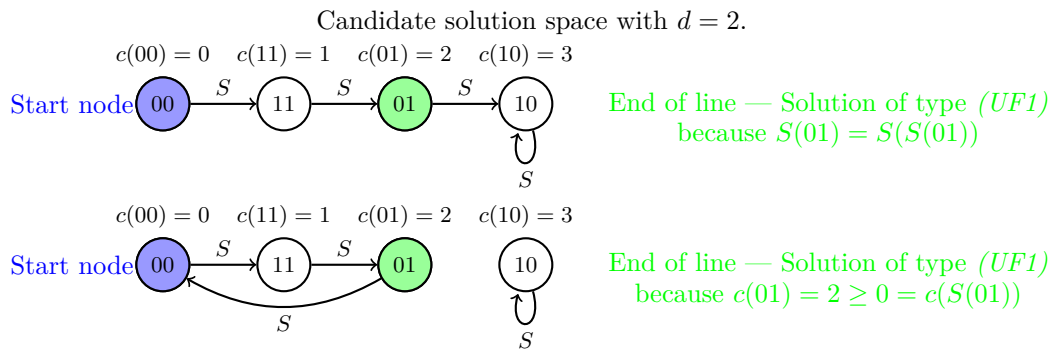 Candidate solution space with d = 2.
c(00) = 0 c(11) = 1 c(01) = 2 c(10) = 3
S S S
Start node 00 11 01 10 End of line — Solution of type (UF1)
because S(01) = S(S(01))
S
c(00) = 0 c(11) = 1 c(01) = 2 c(10) = 3
S S
Start node 00 11 01 10 End of line — Solution of type (UF1)
because c(01) = 2 ≥ 0 = c(S(01))
S S